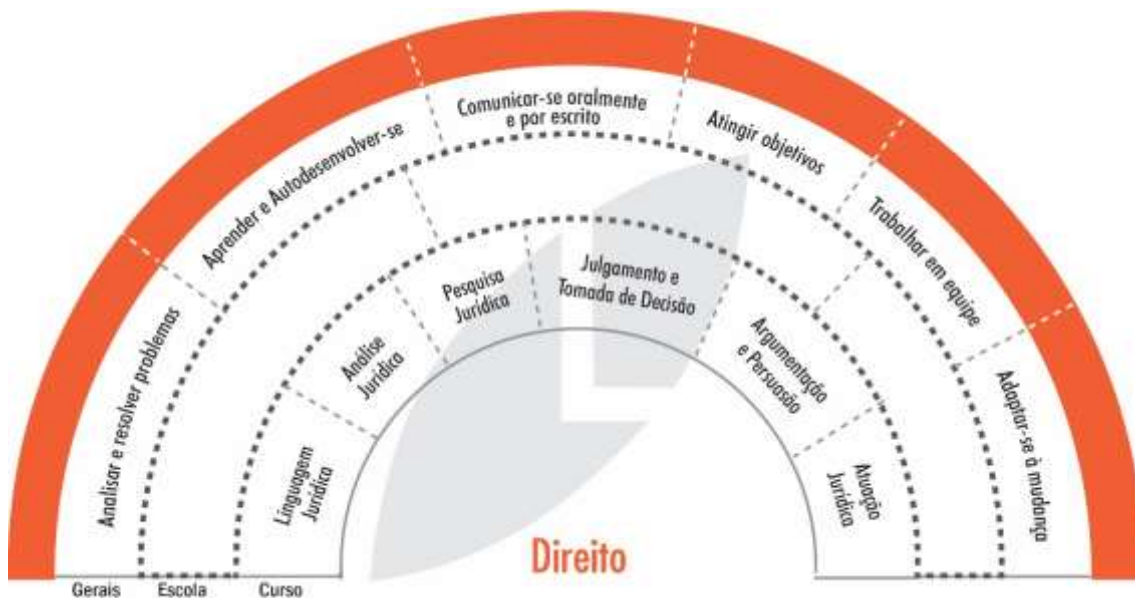 Analisar e resolver problemas
Aprender e Autodesenvolver-se
Comunicar-se oralmente
e por escrito
Atingir objetivos
Trabalhar em equipe
Adaptar-se à mudança
Linguagem
Jurídica
Análise
Jurídica
Pesquisa
Jurídica
Julgamento e
Tomada de Decisão
Argumentação
e Persuasão
Atuação
Jurídica
Direito
Gerais
Escola
Curso